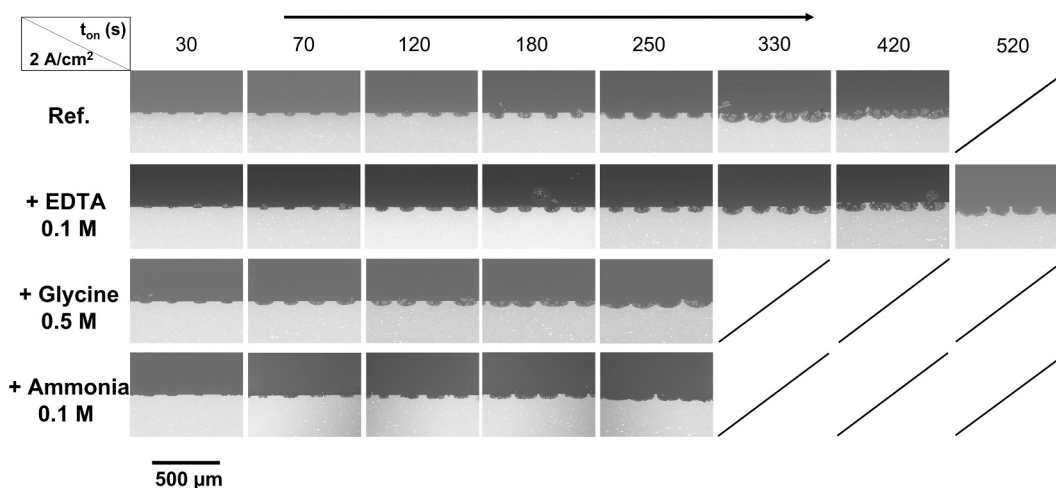 t_on (s)
2 A/cm²
30 70 120 180 250 330 420 520
Ref.
+ EDTA
0.1 M
+ Glycine
0.5 M
+ Ammonia
0.1 M
500 µm